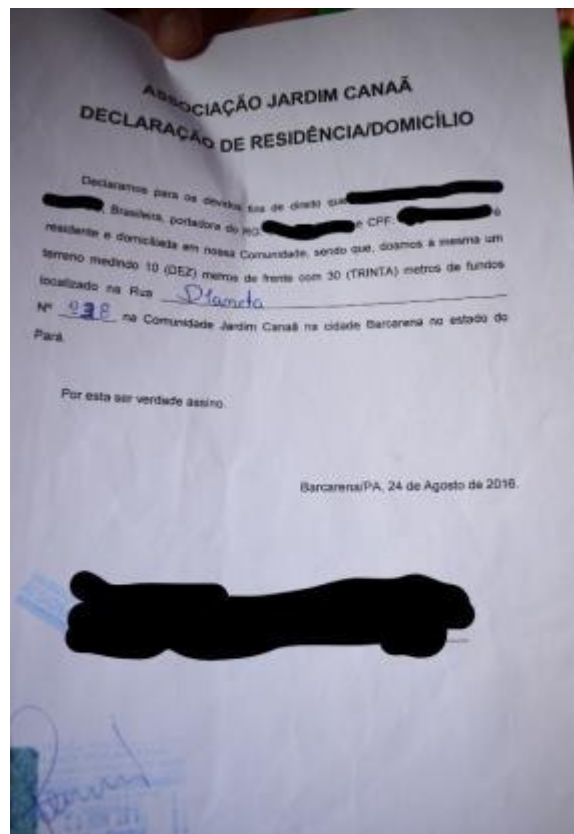 ASSOCIAÇÃO JARDIM CANAÃ
DECLARAÇÃO DE RESIDÊNCIA/DOMICÍLIO
Declaramos para os devidos fins de direito que
, Brasileira, portadora do RG: e CPF: é
residente e domiciliada em nossa Comunidade, sendo que, doamos à mesma um
terreno medindo 10 (DEZ) metros de frente com 30 (TRINTA) metros de fundos
localizado na Rua Planeta
Nº na Comunidade Jardim Canaã na cidade Barcarena no estado do
Pará.
Por esta ser verdade assino.
Barcarena/PA, 24 de Agosto de 2016.